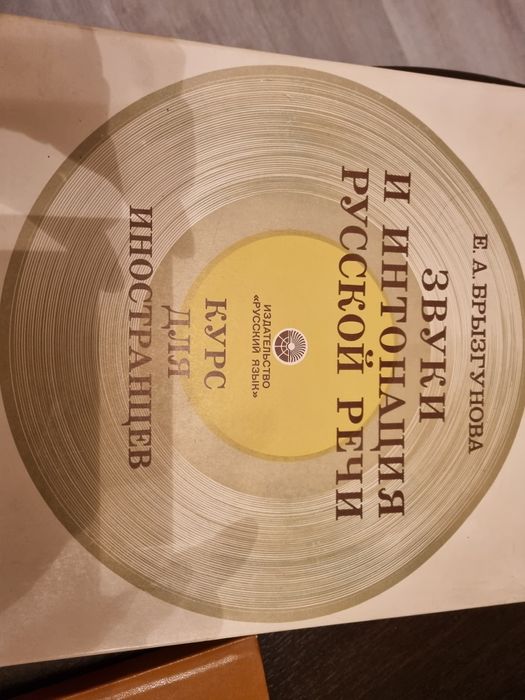 Е. А. БРЫЗГУНОВА
ЗВУКИ
И ИНТОНАЦИЯ
РУССКОЙ РЕЧИ
ИЗДАТЕЛЬСТВО
«РУССКИЙ ЯЗЫК»
КУРС
ДЛЯ
ИНОСТРАНЦЕВ